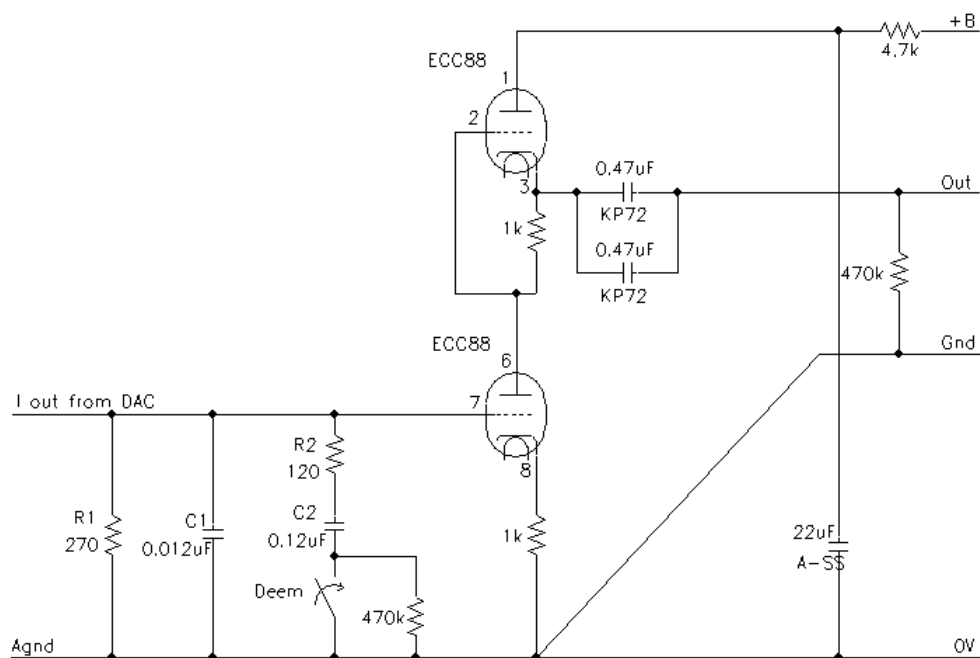 +B
4.7k
ECC88
1
2
3
0.47uF
KP72
Out
1k
0.47uF
KP72
470k
ECC88
Gnd
6
I out from DAC
7
R2
120
8
R1
270
C1
0.012uF
C2
0.12uF
1k
22uF
A-SS
Deem
470k
Agnd
0V